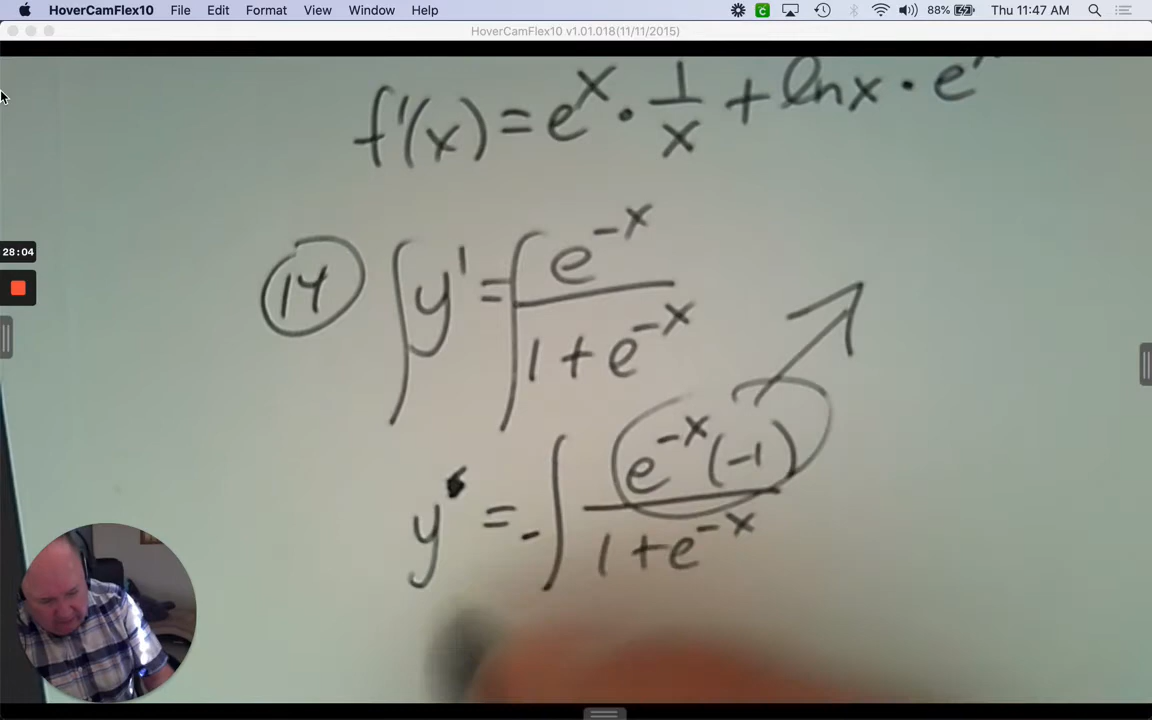 HoverCamFlex10 File Edit Format View Window Help 88% Thu 11:47 AM
HoverCamFlex10 v1.01.018(11/11/2015)
f'(x) = e^x · 1/x + ln x · e
28:04
14 ∫ y' = ∫ e^-x / 1 + e^-x
y = - ∫ e^-x (-1) / 1 + e^-x